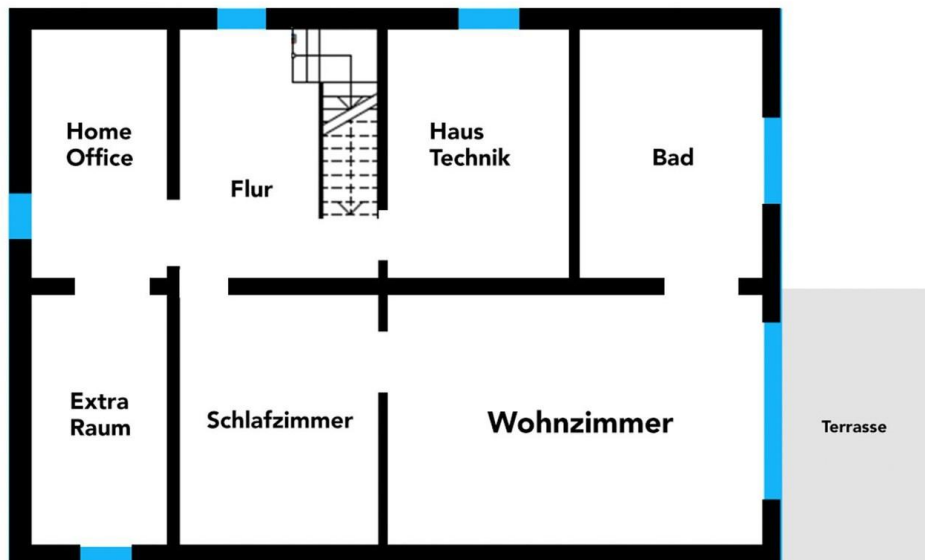 Home
Office
Flur
Haus
Technik
Bad
Extra
Raum
Schlafzimmer
Wohnzimmer
Terrasse